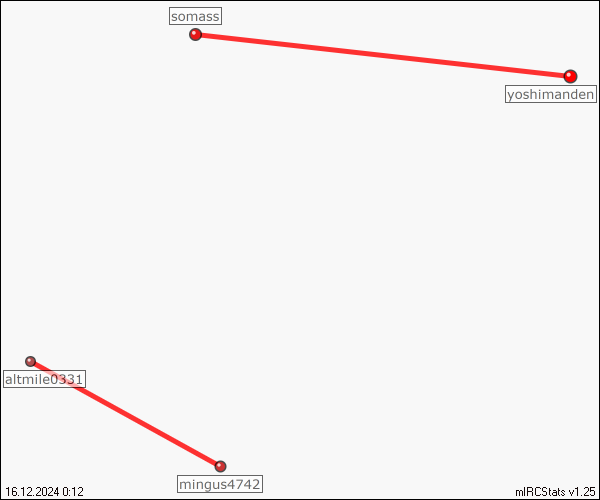 somass
yoshimanden
altmile0331
mingus4742
16.12.2024 0:12
mIRCStats v1.25